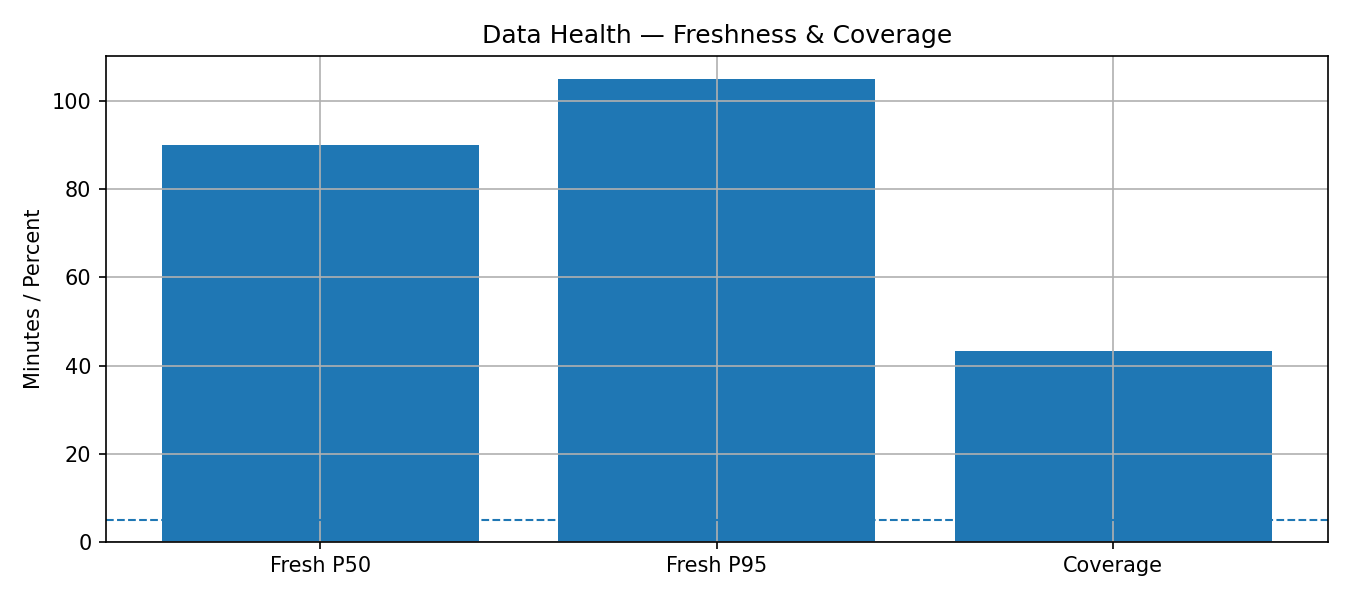 Data Health — Freshness & Coverage
Minutes / Percent
100
80
60
40
20
0
Fresh P50 Fresh P95 Coverage